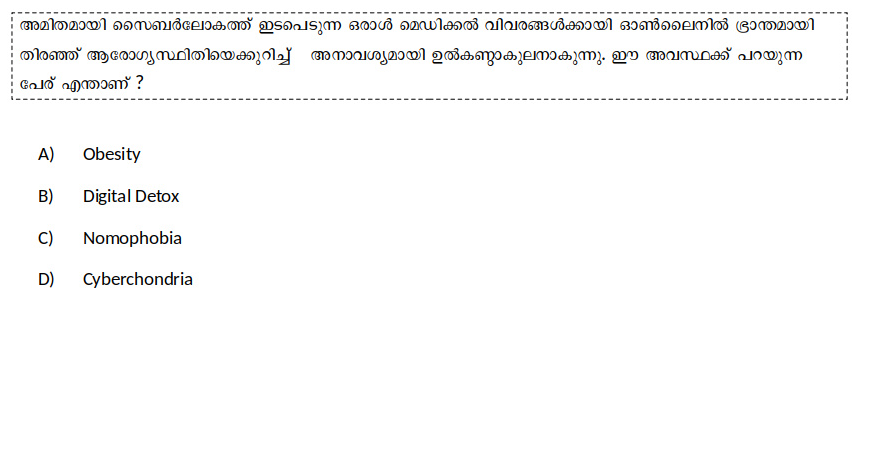 അമിതമായി സൈബർലോകത്ത് ഇടപെടുന്ന ഒരാൾ മെഡിക്കൽ വിവരങ്ങൾക്കായി ഓൺലൈനിൽ ഭ്രാന്തമായി
തിരഞ്ഞ് ആരോഗ്യസ്ഥിതിയെക്കുറിച്ച് അനാവശ്യമായി ഉൽകണ്ഠാകുലനാകുന്നു. ഈ അവസ്ഥക്ക് പറയുന്ന
പേര് എന്താണ് ?
A) Obesity
B) Digital Detox
C) Nomophobia
D) Cyberchondria